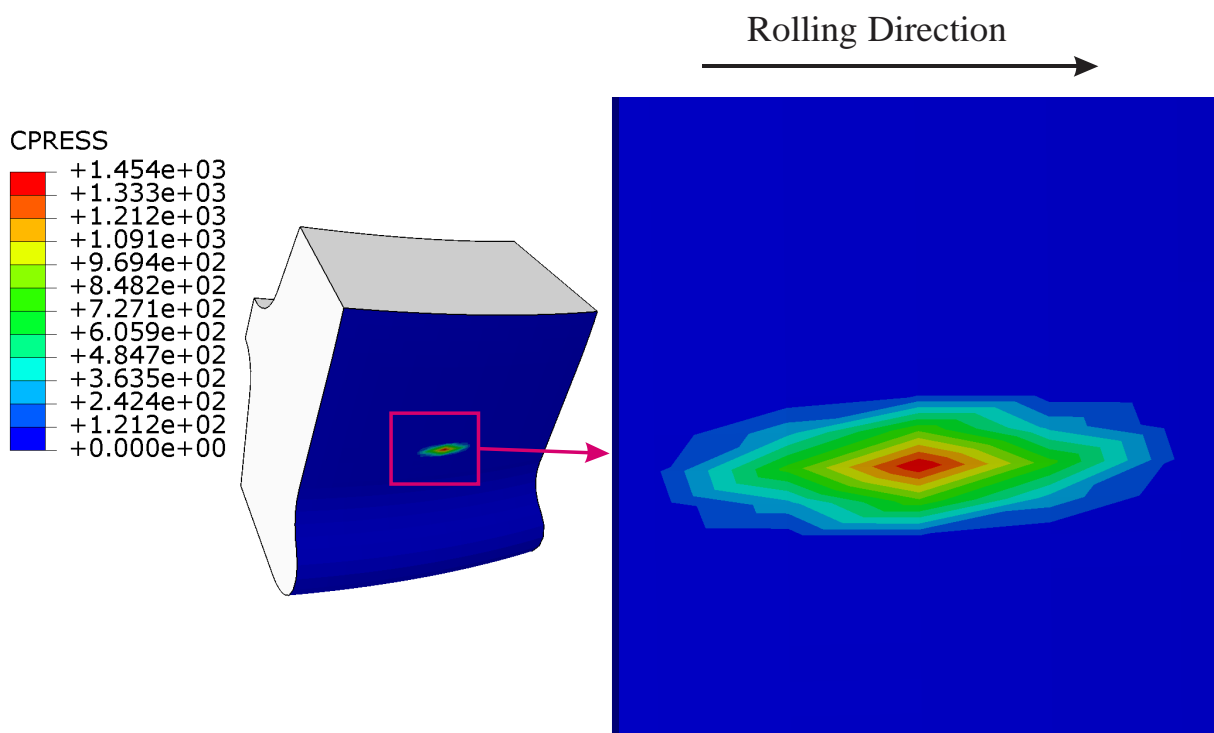 Rolling Direction
CPRESS
+1.454e+03
+1.333e+03
+1.212e+03
+1.091e+03
+9.694e+02
+8.482e+02
+7.271e+02
+6.059e+02
+4.847e+02
+3.635e+02
+2.424e+02
+1.212e+02
+0.000e+00